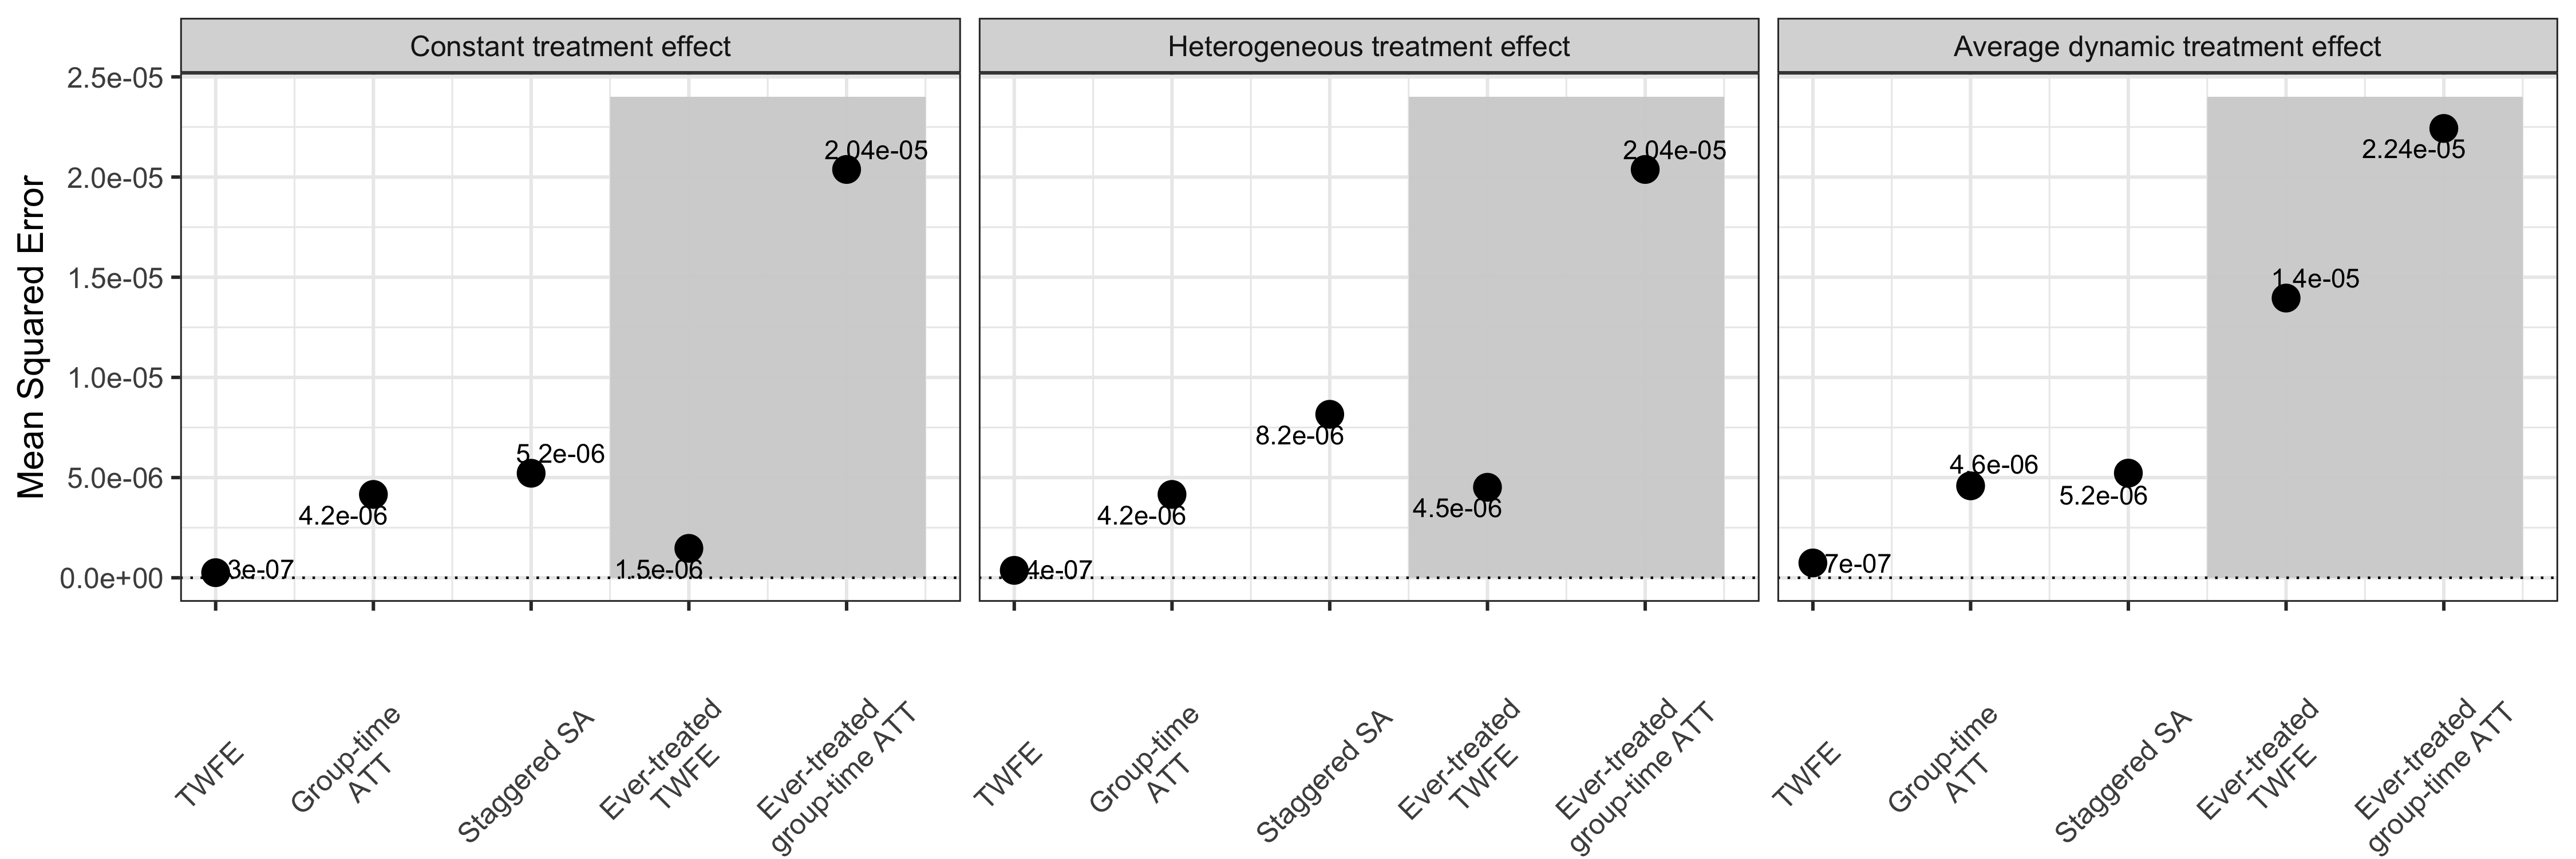 Constant treatment effect
Heterogeneous treatment effect
Average dynamic treatment effect
Mean Squared Error
2.5e-05
2.0e-05
1.5e-05
1.0e-05
5.0e-06
0.0e+00
3e-07
4.2e-06
5.2e-06
1.5e-06
2.04e-05
4e-07
4.2e-06
8.2e-06
4.5e-06
2.04e-05
7e-07
4.6e-06
5.2e-06
1.4e-05
2.24e-05
TWFE
Group-time
ATT
Staggered SA
Ever-treated
TWFE
Ever-treated
group-time ATT
TWFE
Group-time
ATT
Staggered SA
Ever-treated
TWFE
Ever-treated
group-time ATT
TWFE
Group-time
ATT
Staggered SA
Ever-treated
TWFE
Ever-treated
group-time ATT